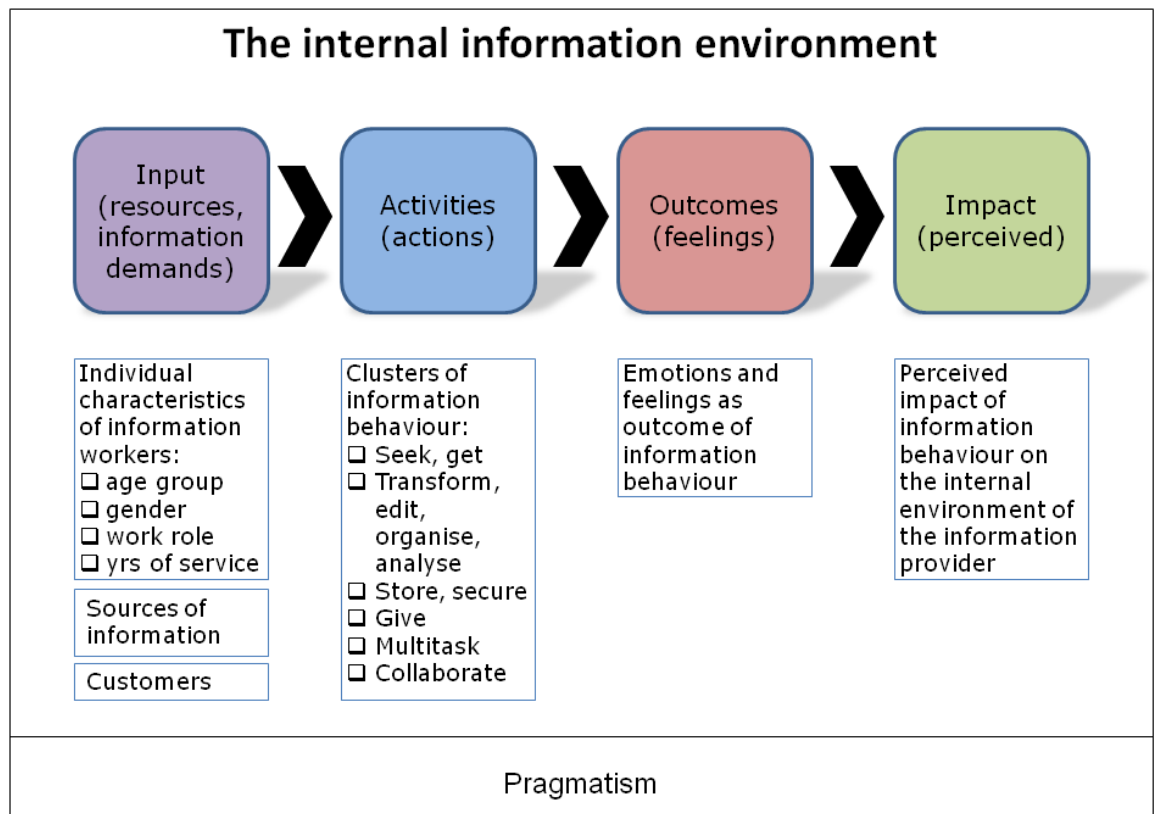 The internal information environment
Input
(resources,
information
demands)
Activities
(actions)
Outcomes
(feelings)
Impact
(perceived)
Individual
characteristics
of information
workers:
❑ age group
❑ gender
❑ work role
❑ yrs of service
Sources of
information
Customers
Clusters of
information
behaviour:
❑ Seek, get
❑ Transform,
edit,
organise,
analyse
❑ Store, secure
❑ Give
❑ Multitask
❑ Collaborate
Emotions and
feelings as
outcome of
information
behaviour
Perceived
impact of
information
behaviour on
the internal
environment of
the information
provider
Pragmatism